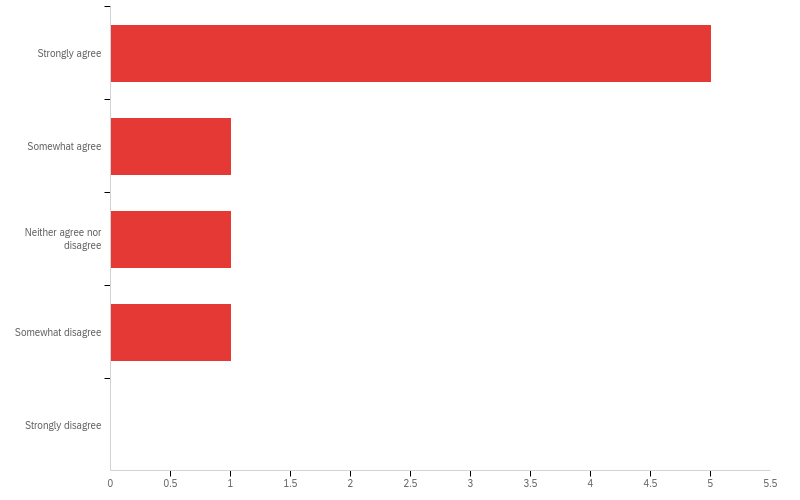 Strongly agree
Somewhat agree
Neither agree nor
disagree
Somewhat disagree
Strongly disagree
0 0.5 1 1.5 2 2.5 3 3.5 4 4.5 5 5.5